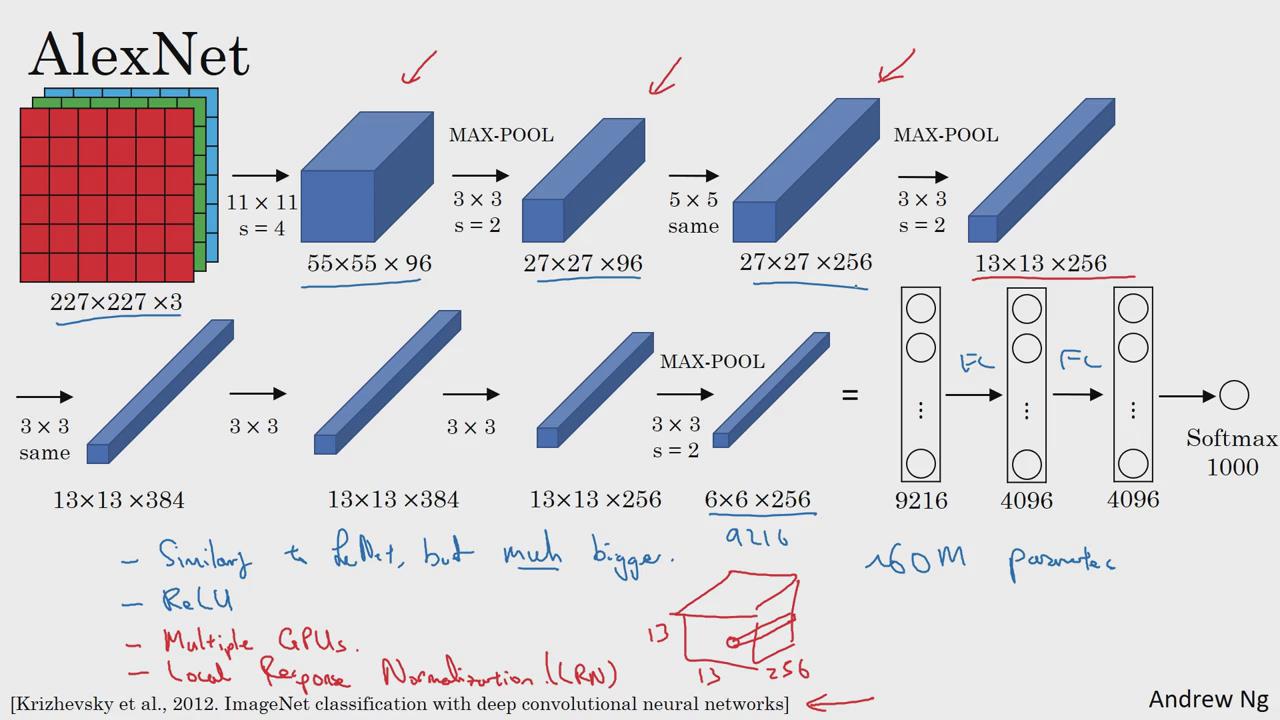 AlexNet
MAX-POOL
MAX-POOL
11 × 11
s = 4
3 × 3
s = 2
5 × 5
same
3 × 3
s = 2
227×227 ×3
55×55 × 96
27×27 ×96
27×27 ×256
13×13 ×256
MAX-POOL
3 × 3
same
3 × 3
3 × 3
3 × 3
s = 2
=
FC
FC
⋮
⋮
⋮
Softmax
1000
13×13 ×384
13×13 ×384
13×13 ×256
6×6 ×256
9216
9216
4096
4096
- Similar to LeNet, but much bigger.
~60M parameters
- ReLU
- Multiple GPUs.
- Local Response Normalization (LRN)
13
13
256
[Krizhevsky et al., 2012. ImageNet classification with deep convolutional neural networks]
Andrew Ng